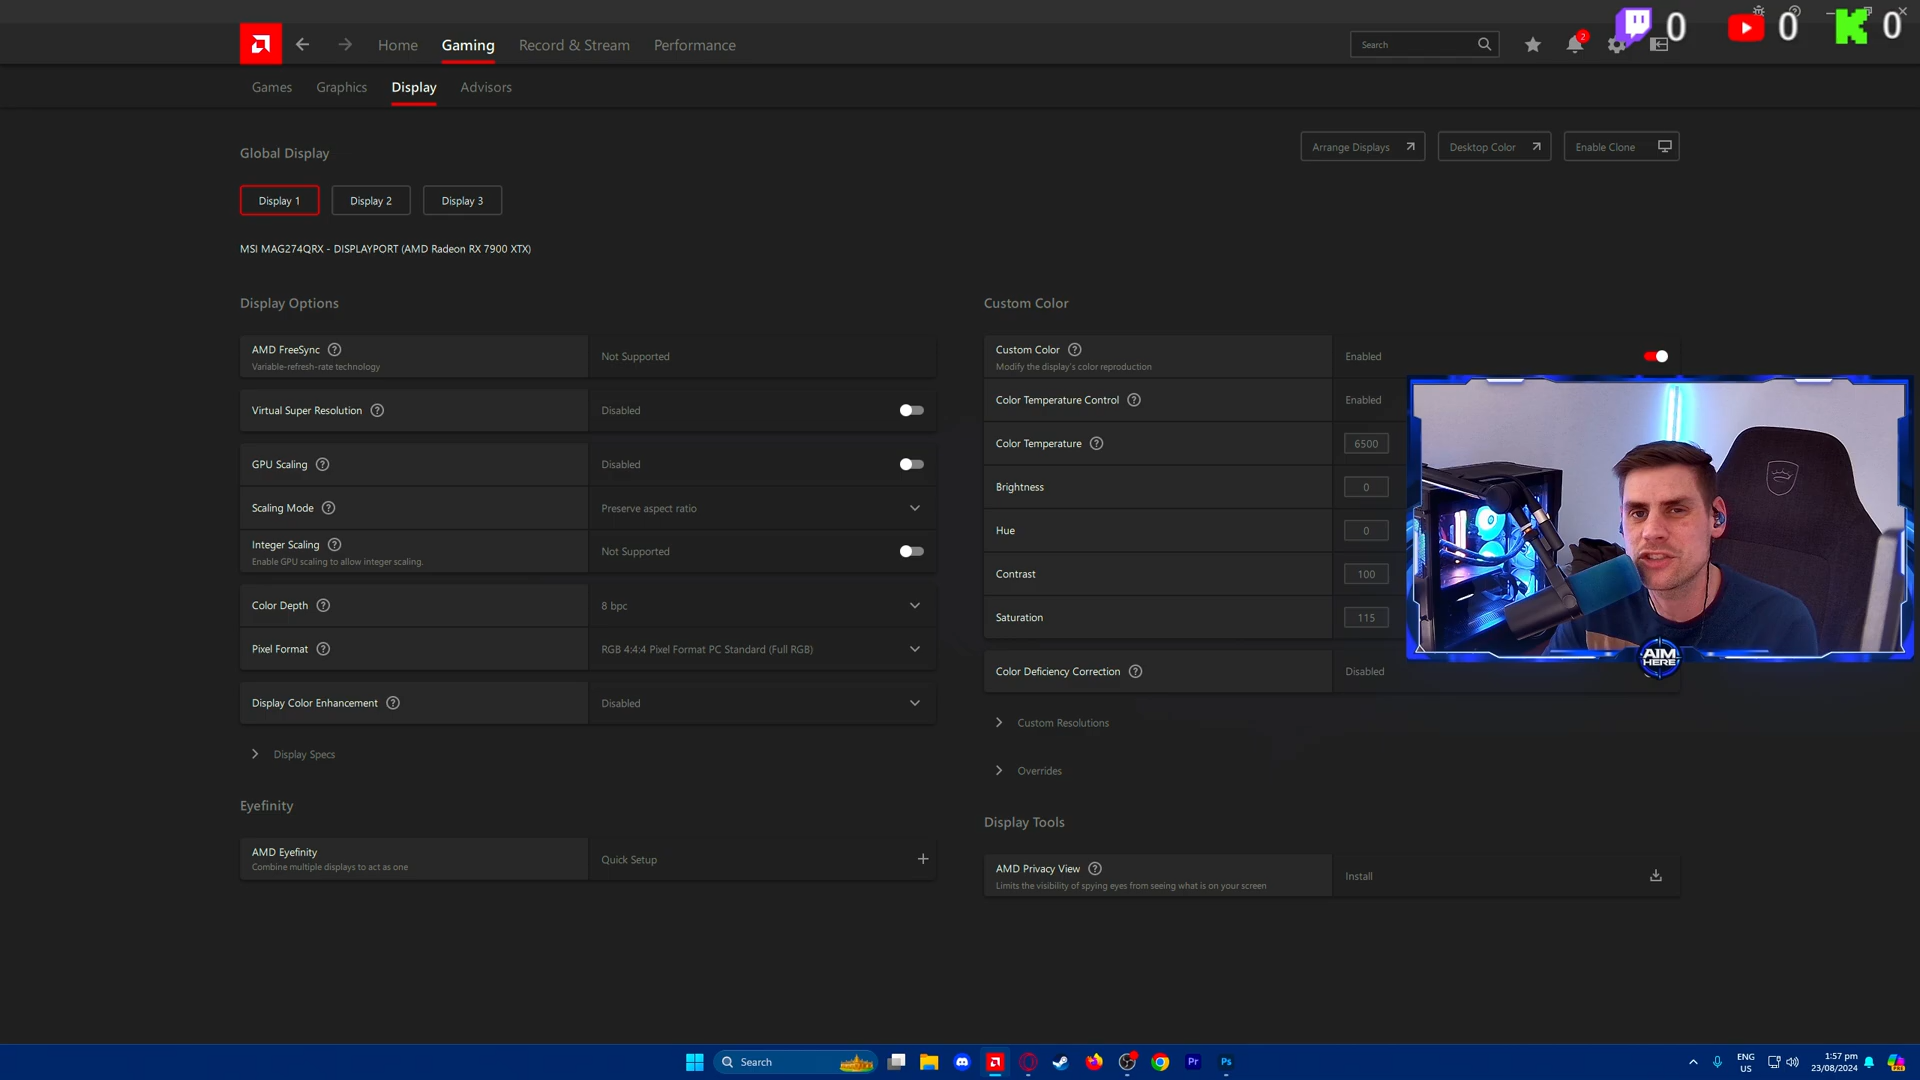 Home
Gaming
Record & Stream
Performance
Search
2
0
0
0
Games
Graphics
Display
Advisors
Global Display
Arrange Displays
Desktop Color
Enable Clone
Display 1
Display 2
Display 3
MSI MAG274QRX - DISPLAYPORT (AMD Radeon RX 7900 XTX)
Display Options
AMD FreeSync
Variable-refresh-rate technology
Not Supported
Virtual Super Resolution
Disabled
GPU Scaling
Disabled
Scaling Mode
Preserve aspect ratio
Integer Scaling
Enable GPU scaling to allow integer scaling.
Not Supported
Color Depth
8 bpc
Pixel Format
RGB 4:4:4 Pixel Format PC Standard (Full RGB)
Display Color Enhancement
Disabled
Display Specs
Eyefinity
AMD Eyefinity
Combine multiple displays to act as one
Quick Setup
Custom Color
Custom Color
Modify the display's color reproduction
Enabled
Color Temperature Control
Enabled
Color Temperature
6500
Brightness
0
Hue
0
Contrast
100
Saturation
115
Color Deficiency Correction
Disabled
Custom Resolutions
Overrides
Display Tools
AMD Privacy View
Limits the visibility of spying eyes from seeing what is on your screen
Install
AIM
HERE
Search
Pr
Ps
ENG
US
1:57 pm
23/08/2024